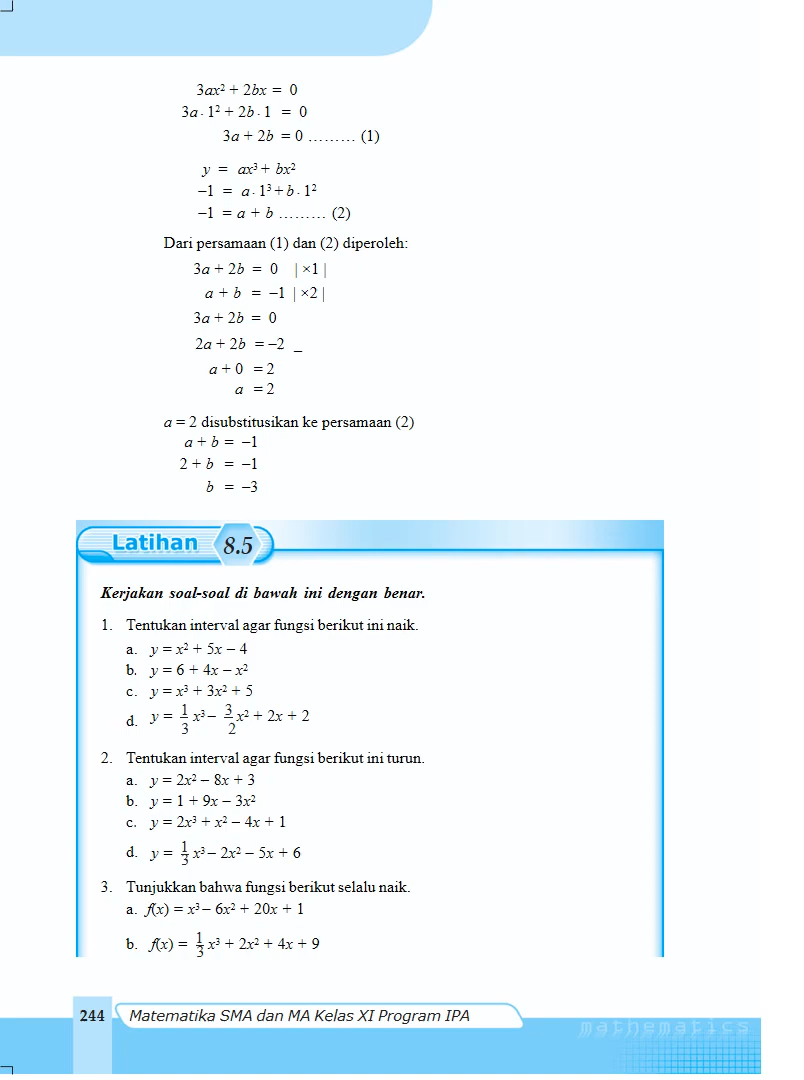 3ax² + 2bx = 0
3a . 1² + 2b . 1 = 0
3a + 2b = 0 ……… (1)
y = ax³ + bx²
–1 = a . 1³ + b . 1²
–1 = a + b ……… (2)
Dari persamaan (1) dan (2) diperoleh:
3a + 2b = 0 | ×1 |
a + b = –1 | ×2 |
3a + 2b = 0
2a + 2b = –2 _
a + 0 = 2
a = 2
a = 2 disubstitusikan ke persamaan (2)
a + b = –1
2 + b = –1
b = –3
Latihan 8.5
Kerjakan soal-soal di bawah ini dengan benar.
1. Tentukan interval agar fungsi berikut ini naik.
a. y = x² + 5x – 4
b. y = 6 + 4x – x²
c. y = x³ + 3x² + 5
d. y = 1/3 x³ – 3/2 x² + 2x + 2
2. Tentukan interval agar fungsi berikut ini turun.
a. y = 2x² – 8x + 3
b. y = 1 + 9x – 3x²
c. y = 2x³ + x² – 4x + 1
d. y = 1/3 x³ – 2x² – 5x + 6
3. Tunjukkan bahwa fungsi berikut selalu naik.
a. f(x) = x³ – 6x² + 20x + 1
b. f(x) = 1/3 x³ + 2x² + 4x + 9
244 Matematika SMA dan MA Kelas XI Program IPA
mathematics